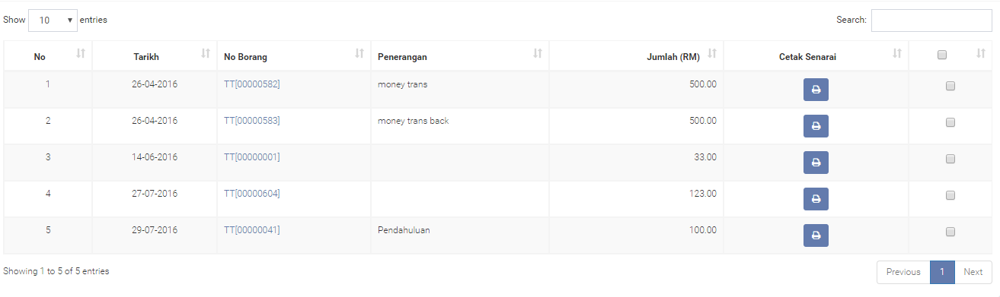 Show 10 entries Search:
No Tarikh No Borang Penerangan Jumlah (RM) Cetak Senarai
1 26-04-2016 TT[00000582] money trans 500.00
2 26-04-2016 TT[00000583] money trans back 500.00
3 14-06-2016 TT[00000001] 33.00
4 27-07-2016 TT[00000604] 123.00
5 29-07-2016 TT[00000041] Pendahuluan 100.00
Showing 1 to 5 of 5 entries Previous 1 Next